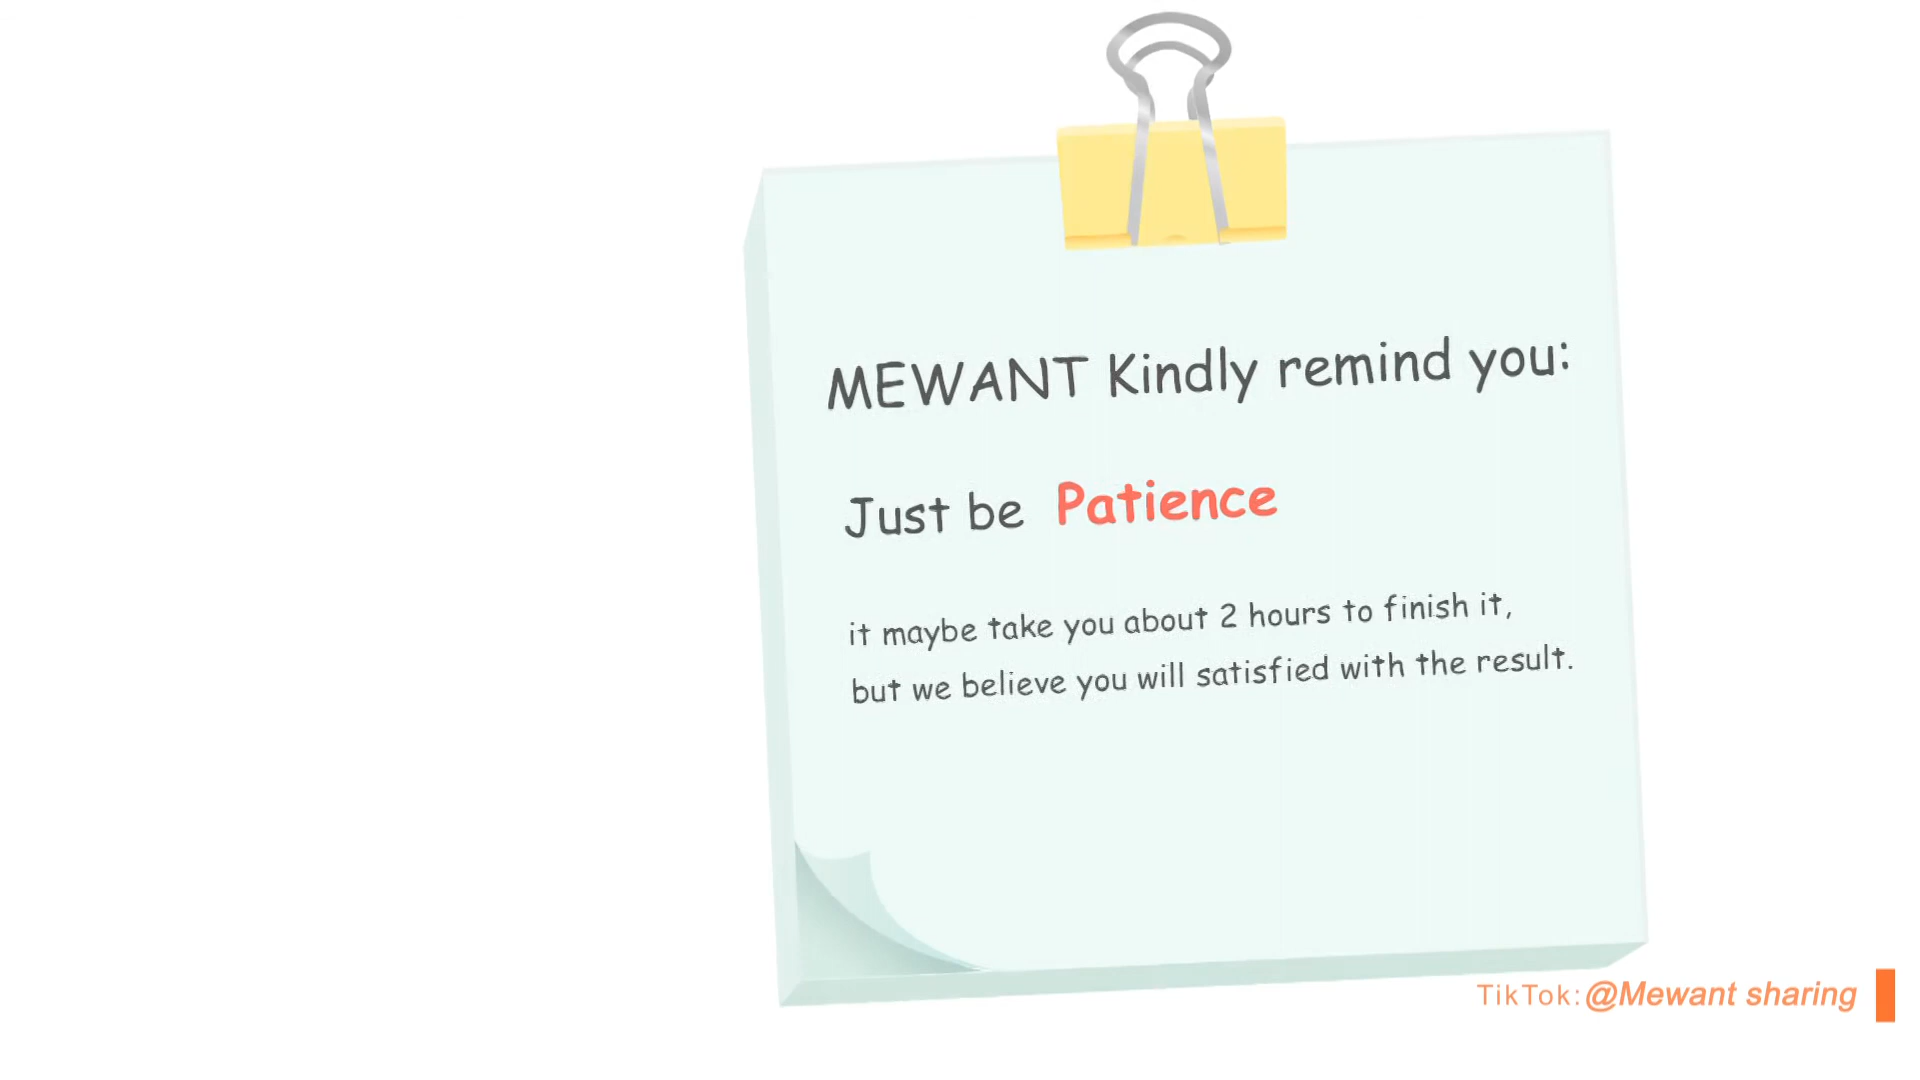 MEWANT Kindly remind you:
Just be Patience
it maybe take you about 2 hours to finish it,
but we believe you will satisfied with the result.
TikTok:@Mewant sharing